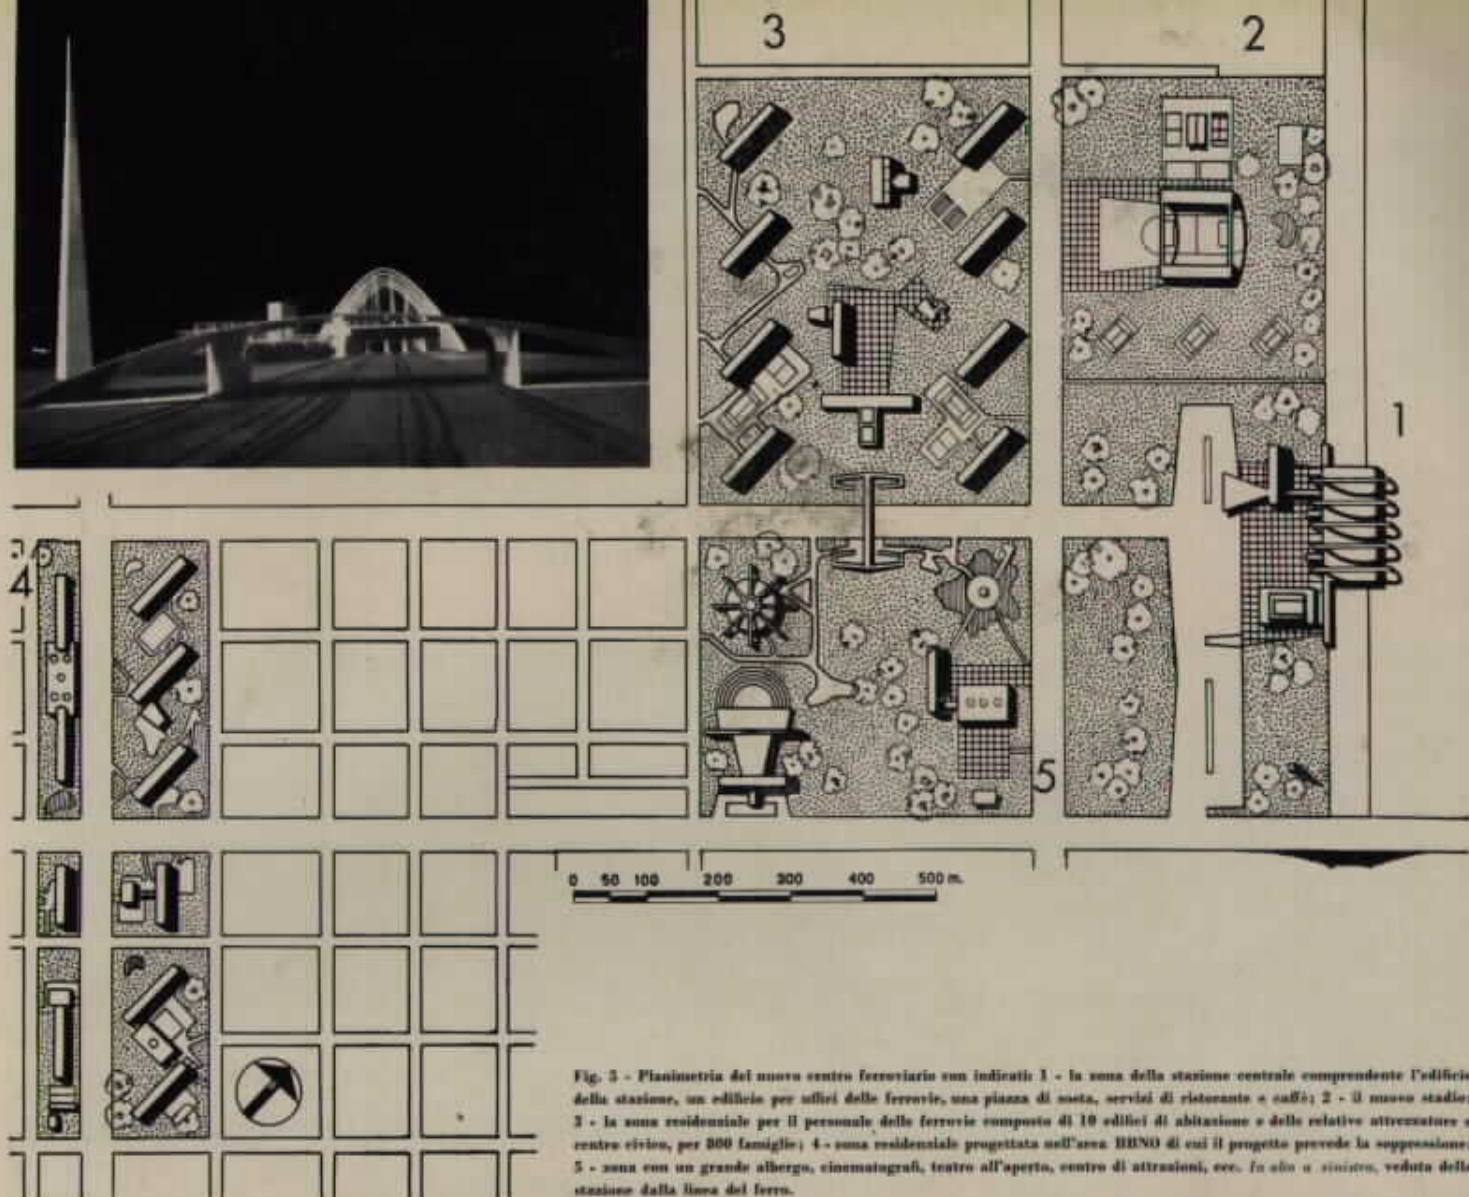 3
2
1
4
5
0 50 100 200 300 400 500 m.
Fig. 5 - Planimetria del nuovo centro ferroviario con indicati: 1 - la zona della stazione centrale comprendente l'edificio
della stazione, un edificio per uffici delle ferrovie, una piazza di sosta, servizi di ristorante e caffè; 2 - il nuovo stadio;
3 - la zona residenziale per il personale delle ferrovie composto di 10 edifici di abitazione e delle relative attrezzature e
centro civico, per 800 famiglie; 4 - zona residenziale progettata nell'area BBNO di cui il progetto prevede la soppressione;
5 - zona con un grande albergo, cinematografi, teatro all'aperto, centro di attrazioni, ecc. In alto a sinistra, veduta della
stazione dalla linea del ferro.